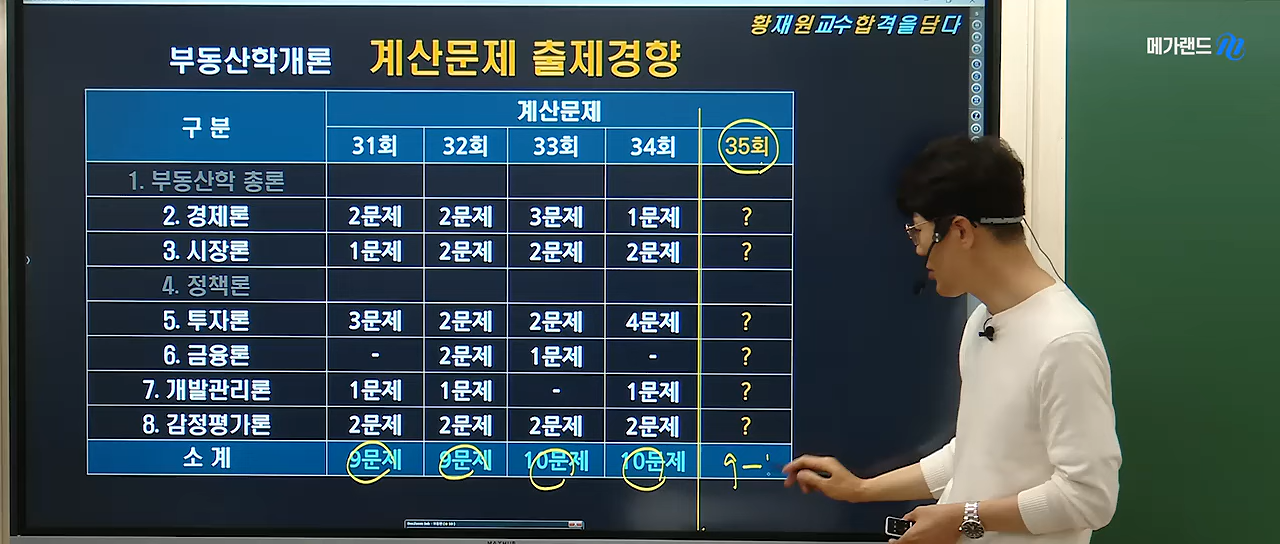 황재원교수합격을담다
메가랜드
부동산학개론 계산문제 출제경향
구 분 계산문제
31회 32회 33회 34회 35회
1. 부동산학 총론
2. 경제론 2문제 2문제 3문제 1문제 ?
3. 시장론 1문제 2문제 2문제 2문제 ?
4. 정책론
5. 투자론 3문제 2문제 2문제 4문제 ?
6. 금융론 - 2문제 1문제 - ?
7. 개발관리론 1문제 1문제 - 1문제 ?
8. 감정평가론 2문제 2문제 2문제 2문제 ?
소 계 9문제 9문제 10문제 10문제 9-